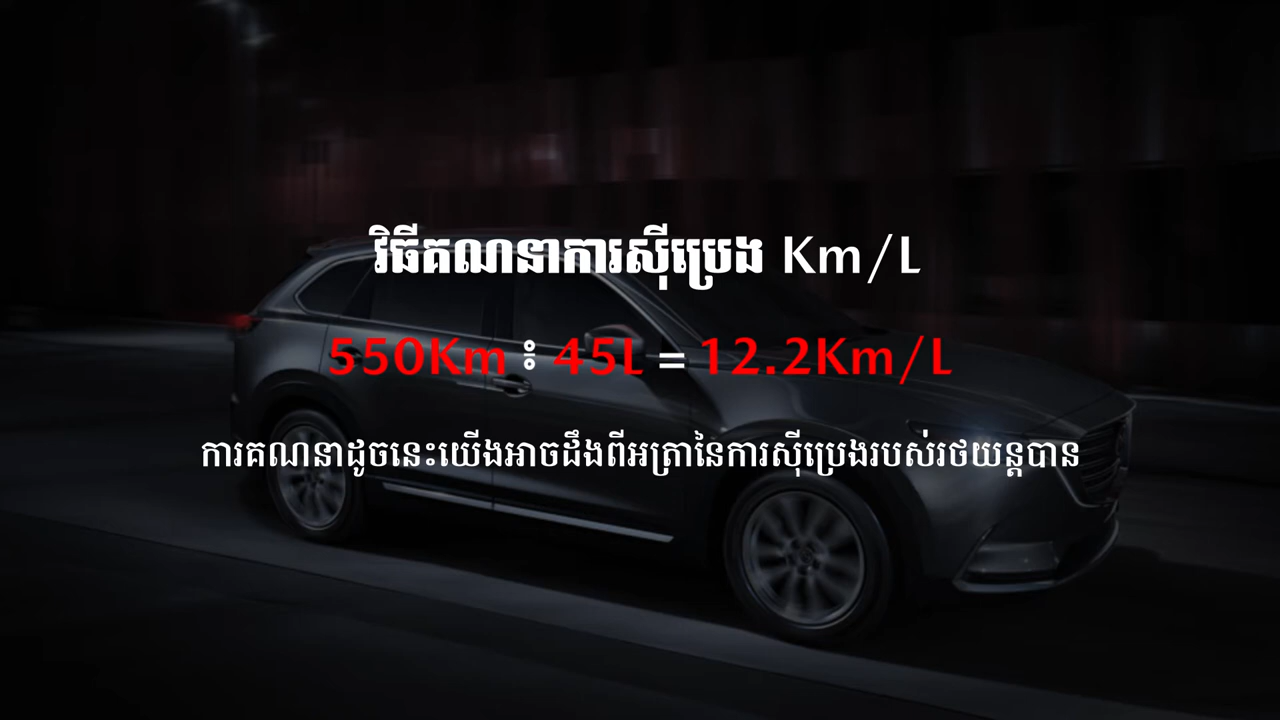 វិធីគណនាការស៊ីប្រេង Km/L
550Km ៖ 45L = 12.2Km/L
ការគណនាដូចនេះយើងអាចដឹងពីអត្រានៃការស៊ីប្រេងរបស់រថយន្តបាន